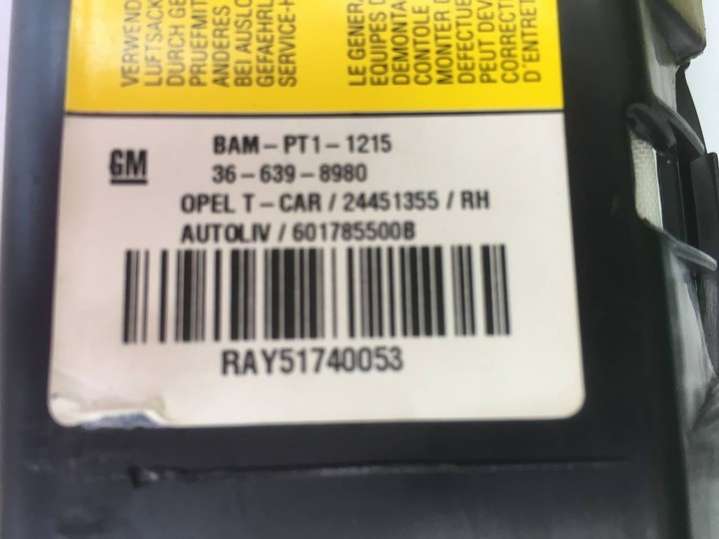 VERWEND
LUFTSACK
DURCH GE
PRUEFMIT
ANDERES
BEI AUSLO
GEFAEHRL
SERVICE-H
LE GENER
EQUIPES D
DEMONTA
CONTOLE
MONTER D
DEFECTUE
PEUT DEV
CORRECT
D'ENTRET
GM
BAM-PT1-1215
36-639-8980
OPEL T-CAR / 24451355 / RH
AUTOLIV / 601785500B
RAY51740053